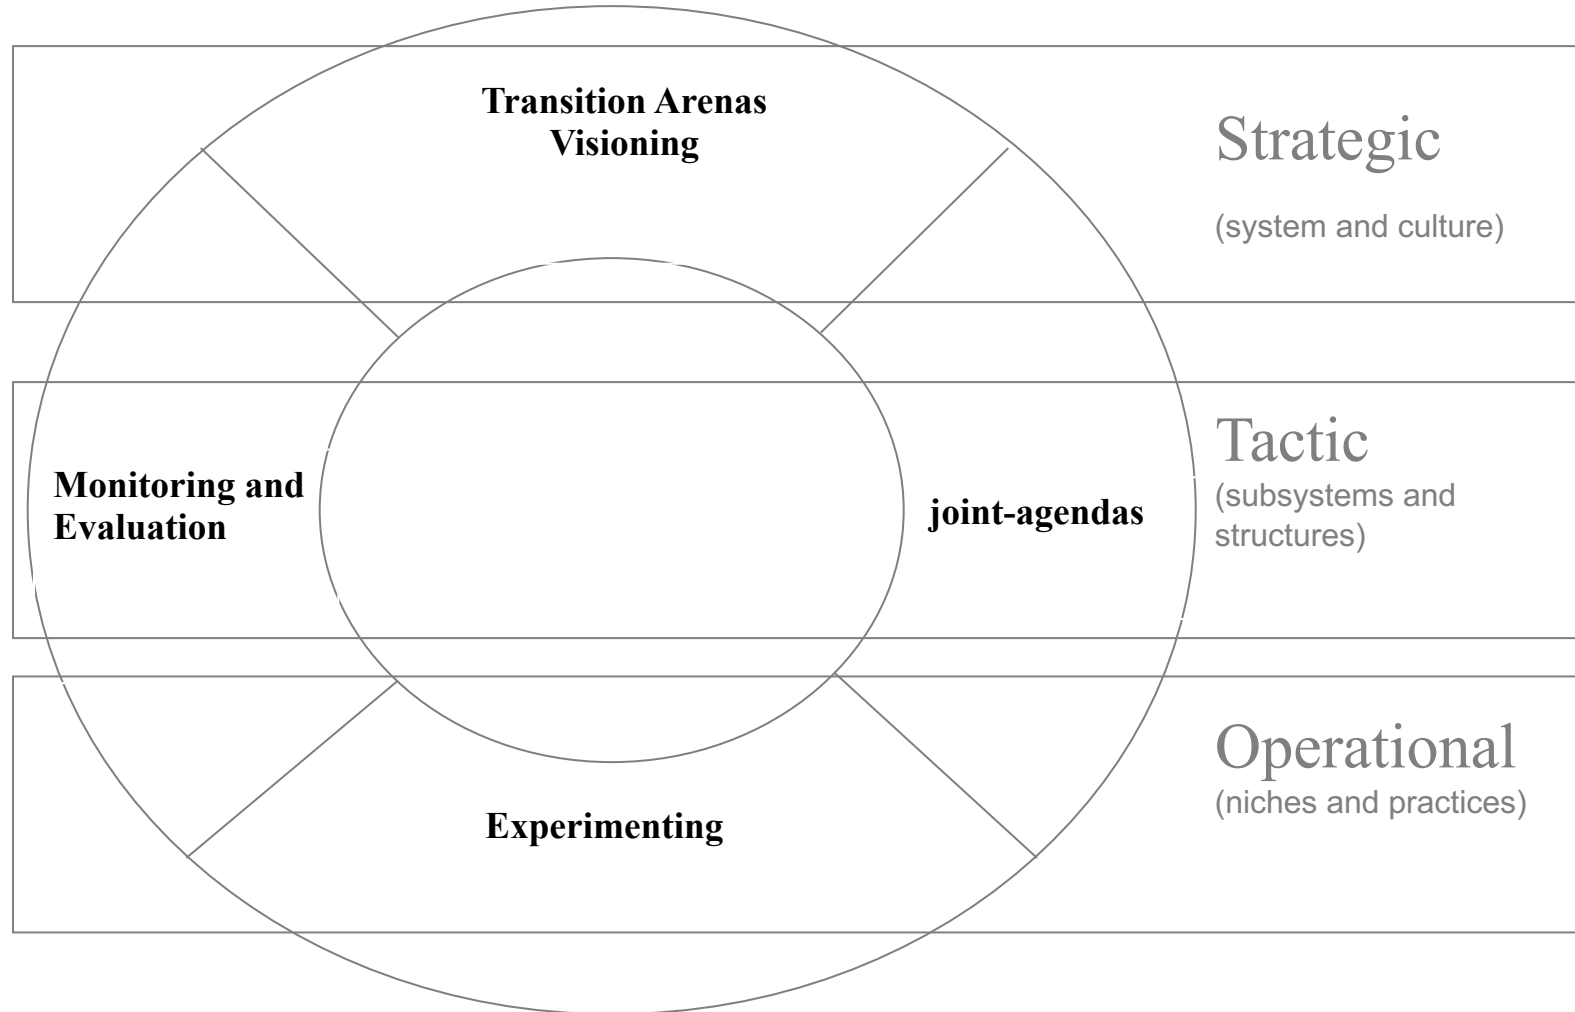 Transition Arenas
Visioning
Strategic
(system and culture)
Monitoring and
Evaluation
joint-agendas
Tactic
(subsystems and
structures)
Experimenting
Operational
(niches and practices)